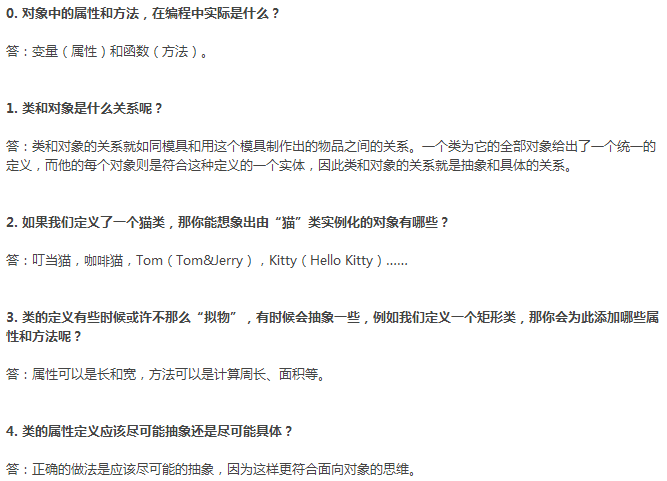 0. 对象中的属性和方法，在编程中实际是什么？
答：变量（属性）和函数（方法）。
1. 类和对象是什么关系呢？
答：类和对象的关系就如同模具和用这个模具制作出的物品之间的关系。一个类为它的全部对象给出了一个统一的
定义，而他的每个对象则是符合这种定义的一个实体，因此类和对象的关系就是抽象和具体的关系。
2. 如果我们定义了一个猫类，那你能想象出由“猫”类实例化的对象有哪些？
答：叮当猫，咖啡猫，Tom（Tom&Jerry），Kitty（Hello Kitty）……
3. 类的定义有些时候或许不那么“拟物”，有时候会抽象一些，例如我们定义一个矩形类，那你会为此添加哪些属
性和方法呢？
答：属性可以是长和宽，方法可以是计算周长、面积等。
4. 类的属性定义应该尽可能抽象还是尽可能具体？
答：正确的做法是应该尽可能的抽象，因为这样更符合面向对象的思维。